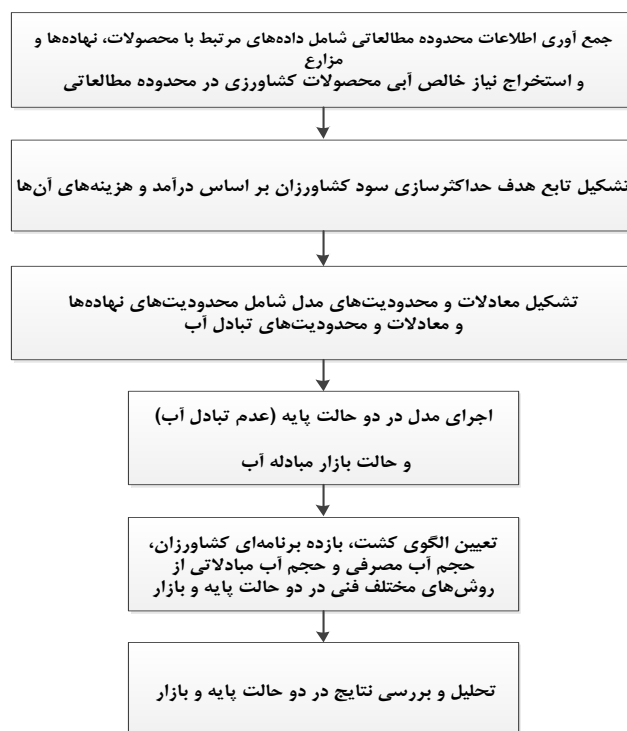 جمع آوری اطلاعات محدوده مطالعاتی شامل داده‌های مرتبط با محصولات، نهاده‌ها و
مزارع
و استخراج نیاز خالص آبی محصولات کشاورزی در محدوده مطالعاتی
تشکیل تابع هدف حداکثرسازی سود کشاورزان بر اساس درآمد و هزینه‌های آن‌ها
تشکیل معادلات و محدودیت‌های مدل شامل محدودیت‌های نهاده‌ها
و معادلات و محدودیت‌های تبادل آب
اجرای مدل در دو حالت پایه (عدم تبادل آب)
و حالت بازار مبادله آب
تعیین الگوی کشت، بازده برنامه‌ای کشاورزان،
حجم آب مصرفی و حجم آب مبادلاتی از
روش‌های مختلف فنی در دو حالت پایه و بازار
تحلیل و بررسی نتایج در دو حالت پایه و بازار